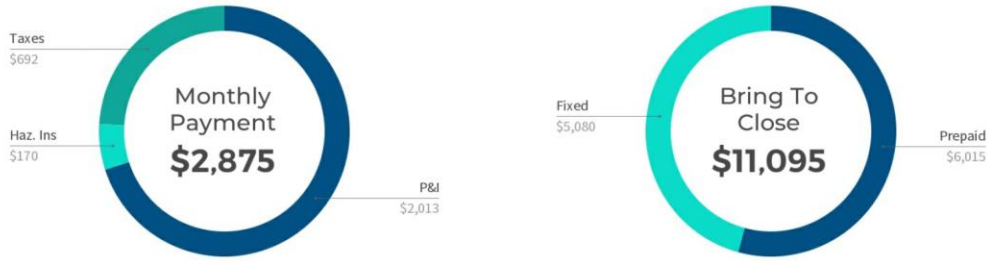 Taxes
$692
Haz. Ins
$170
Monthly
Payment
$2,875
P&I
$2,013
Fixed
$5,080
Bring To
Close
$11,095
Prepaid
$6,015